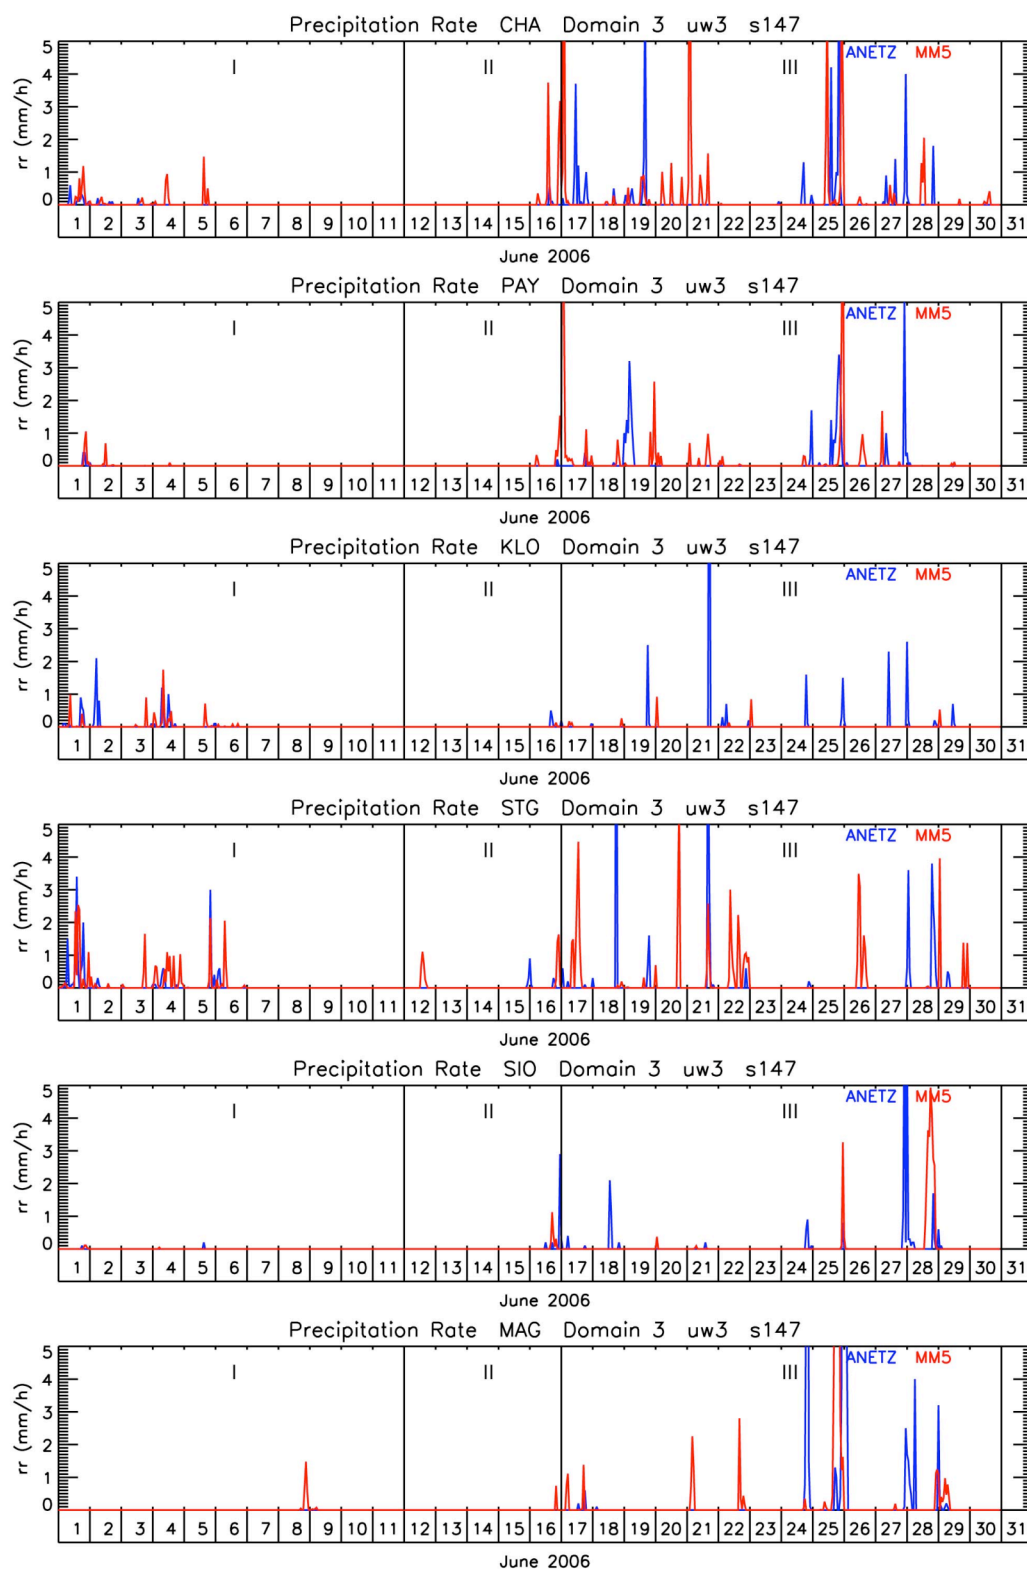 Precipitation Rate CHA Domain 3 uw3 s147
5 I II III ANETZ MM5
4
3
2
1
0
rr (mm/h)
1 2 3 4 5 6 7 8 9 10 11 12 13 14 15 16 17 18 19 20 21 22 23 24 25 26 27 28 29 30 31
June 2006
Precipitation Rate PAY Domain 3 uw3 s147
5 I II III ANETZ MM5
4
3
2
1
0
rr (mm/h)
1 2 3 4 5 6 7 8 9 10 11 12 13 14 15 16 17 18 19 20 21 22 23 24 25 26 27 28 29 30 31
June 2006
Precipitation Rate KLO Domain 3 uw3 s147
5 I II III ANETZ MM5
4
3
2
1
0
rr (mm/h)
1 2 3 4 5 6 7 8 9 10 11 12 13 14 15 16 17 18 19 20 21 22 23 24 25 26 27 28 29 30 31
June 2006
Precipitation Rate STG Domain 3 uw3 s147
5 I II III ANETZ MM5
4
3
2
1
0
rr (mm/h)
1 2 3 4 5 6 7 8 9 10 11 12 13 14 15 16 17 18 19 20 21 22 23 24 25 26 27 28 29 30 31
June 2006
Precipitation Rate SIO Domain 3 uw3 s147
5 I II III ANETZ MM5
4
3
2
1
0
rr (mm/h)
1 2 3 4 5 6 7 8 9 10 11 12 13 14 15 16 17 18 19 20 21 22 23 24 25 26 27 28 29 30 31
June 2006
Precipitation Rate MAG Domain 3 uw3 s147
5 I II III ANETZ MM5
4
3
2
1
0
rr (mm/h)
1 2 3 4 5 6 7 8 9 10 11 12 13 14 15 16 17 18 19 20 21 22 23 24 25 26 27 28 29 30 31
June 2006